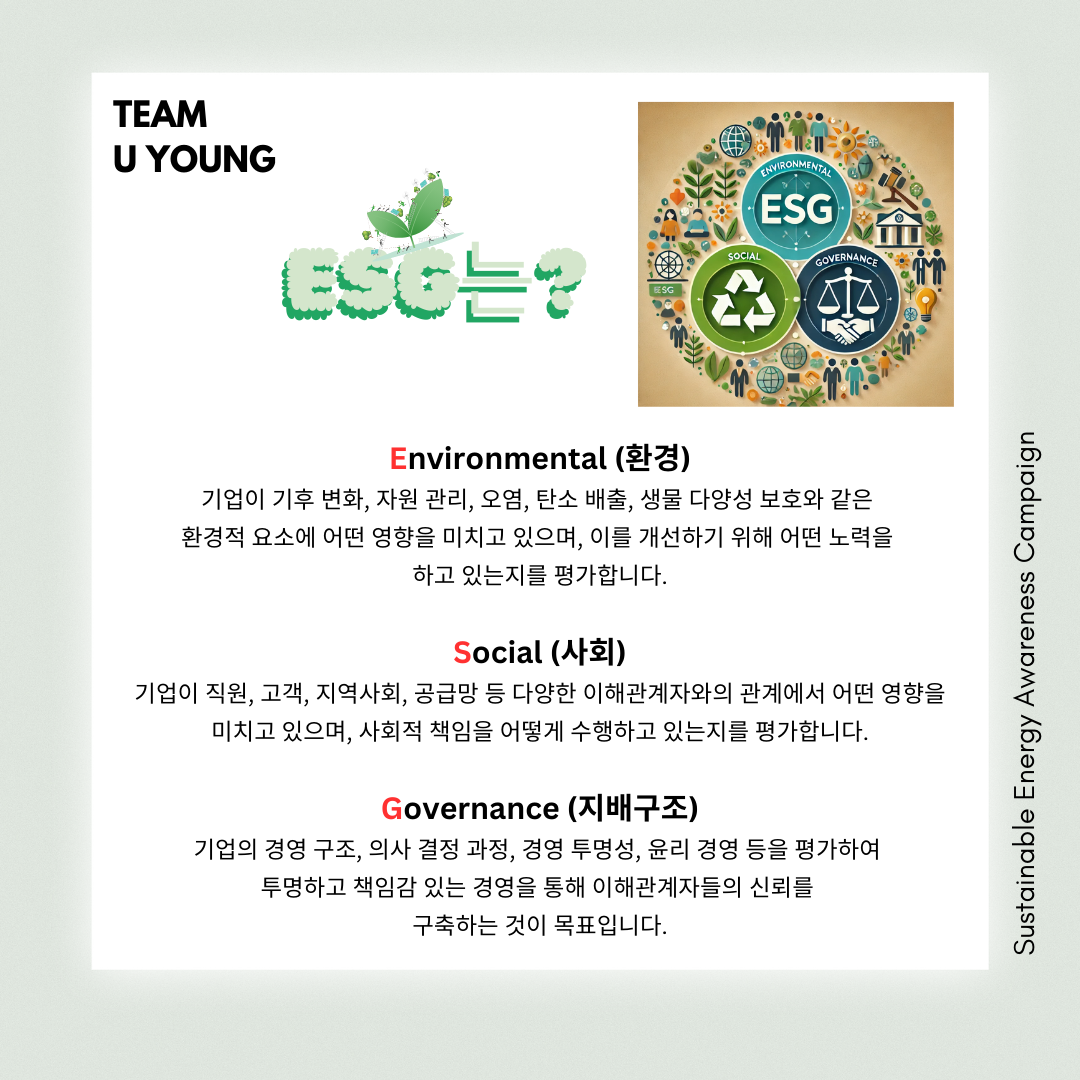 TEAM
U YOUNG
ESG는?
ENVIRONMENTAL
ESG
SOCIAL
GOVERNANCE
Environmental (환경)
기업이 기후 변화, 자원 관리, 오염, 탄소 배출, 생물 다양성 보호와 같은
환경적 요소에 어떤 영향을 미치고 있으며, 이를 개선하기 위해 어떤 노력을
하고 있는지를 평가합니다.
Social (사회)
기업이 직원, 고객, 지역사회, 공급망 등 다양한 이해관계자와의 관계에서 어떤 영향을
미치고 있으며, 사회적 책임을 어떻게 수행하고 있는지를 평가합니다.
Governance (지배구조)
기업의 경영 구조, 의사 결정 과정, 경영 투명성, 윤리 경영 등을 평가하여
투명하고 책임감 있는 경영을 통해 이해관계자들의 신뢰를
구축하는 것이 목표입니다.
Sustainable Energy Awareness Campaign